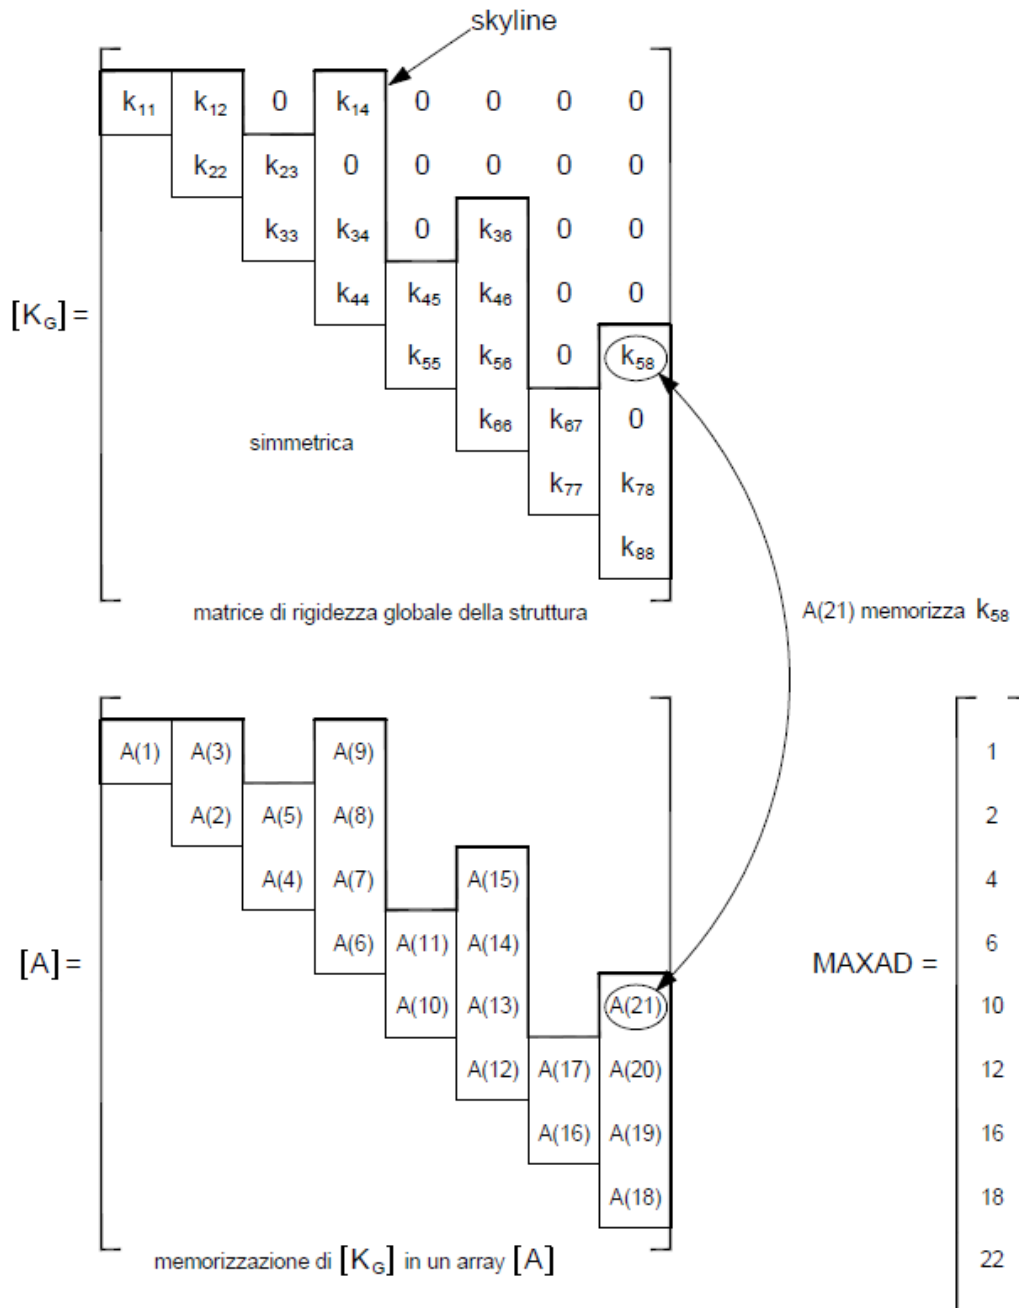 skyline
k11 k12 0 k14 0 0 0 0
k22 k23 0 0 0 0 0
k33 k34 0 k36 0 0
[KG] =
k44 k45 k46 0 0
k55 k56 0 k58
simmetrica
k66 k67 0
k77 k78
k88
matrice di rigidezza globale della struttura
A(21) memorizza k58
A(1) A(3) A(9)
A(2) A(5) A(8)
A(4) A(7) A(15)
A(6) A(11) A(14)
[A] =
A(10) A(13) A(21)
A(12) A(17) A(20)
A(16) A(19)
A(18)
memorizzazione di [KG] in un array [A]
MAXAD =
1
2
4
6
10
12
16
18
22